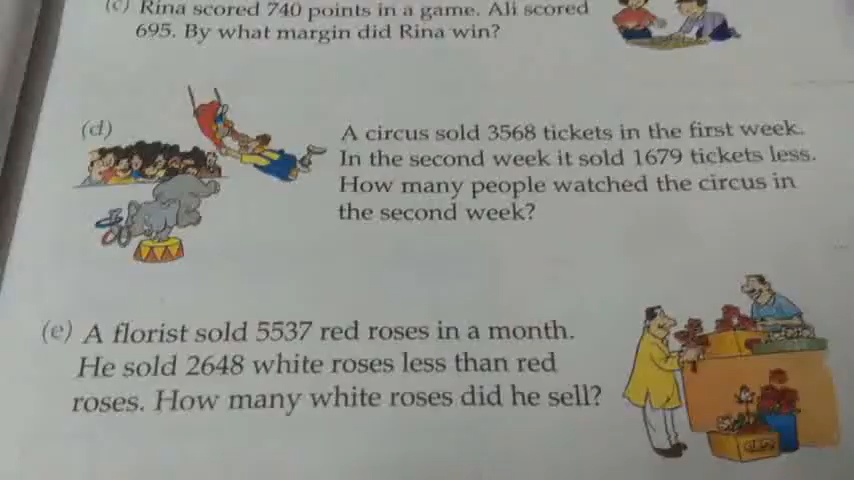 (c) Rina scored 740 points in a game. Ali scored
695. By what margin did Rina win?
(d)
A circus sold 3568 tickets in the first week.
In the second week it sold 1679 tickets less.
How many people watched the circus in
the second week?
(e) A florist sold 5537 red roses in a month.
He sold 2648 white roses less than red
roses. How many white roses did he sell?